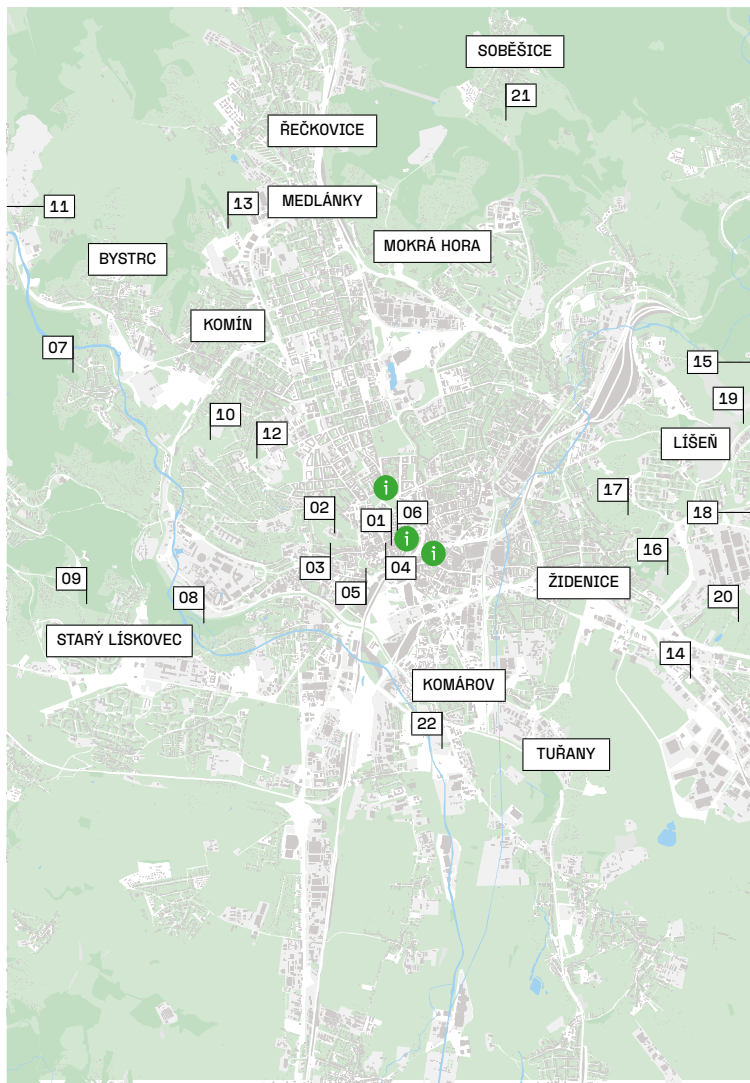 SOBĚŠICE
21
ŘEČKOVICE
MEDLÁNKY
13
11
MOKRÁ HORA
BYSTRC
KOMÍN
07
15
19
10
12
LÍŠEŇ
i
17
02
06
01
18
i
i
16
03
04
ŽIDENICE
09
05
08
20
STARÝ LÍSKOVEC
14
KOMÁROV
22
TUŘANY